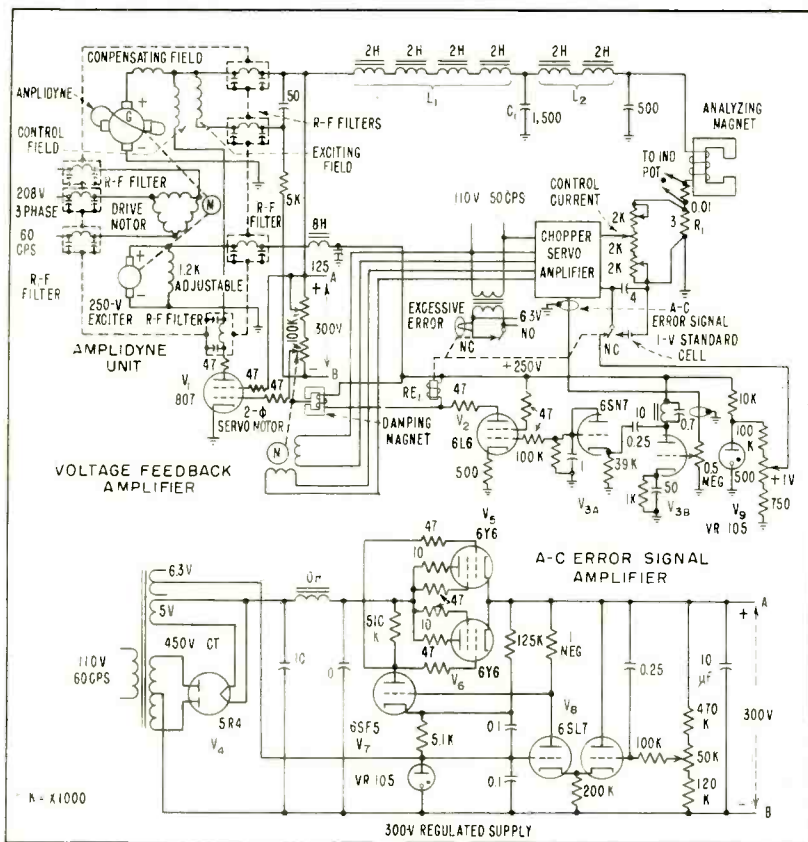 COMPENSATING FIELD
AMPLIDYNE
G
+
−
CONTROL
FIELD
R-F FILTER
208V
3 PHASE
60
CPS
R-F
FILTER
DRIVE
MOTOR
M
R-F FILTERS
EXCITING
FIELD
50
5K
R-F
FILTER
8H
1.2K
ADJUSTABLE
+
−
250-V
EXCITER
R-F FILTER
AMPLIDYNE
UNIT
2H
2H
2H
2H
2H
2H
L1
C1
1,500
L2
500
ANALYZING
MAGNET
TO IND
POT
0.01
3
R1
CONTROL
CURRENT
2K
2K
2K
110V 50CPS
CHOPPER
SERVO
AMPLIFIER
4
A-C
ERROR SIGNAL
1-V STANDARD
CELL
NC
EXCESSIVE
ERROR
6.3V
NO
NC
+250V
RE1
125
A
+
100K
300V
−
B
47
47
47
V1
807
2-Φ
SERVO MOTOR
DAMPING
MAGNET
M
VOLTAGE FEEDBACK
AMPLIFIER
47
V2
6L6
500
47
100K
1
6SN7
0.25
10
39K
V3A
1K
50
V3B
0.7
0.5
MEG
10K
100
K
500
V9
VR 105
+1V
750
A-C ERROR SIGNAL
AMPLIFIER
6.3V
5V
450V CT
110V
60CPS
5R4
V4
10
510
K
V5
6Y6
47
10
47
10
47
V6
6Y6
6SF5
V7
5.1K
VR 105
125K
0.1
0.1
1
MEG
V8
6SL7
200K
0.25
100K
10
μF
470
K
50K
120
K
A
+
300V
−
B
K = X1000
300V REGULATED SUPPLY